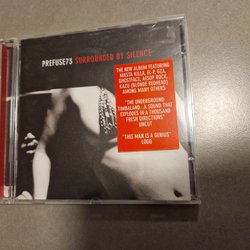 PREFUSE73 SURROUNDED BY SILENCE
THE NEW ALBUM FEATURING
MASTA KILLA, EL-P, GZA,
GHOSTFACE, AESOP ROCK,
KAZU (BLONDE REDHEAD)
AMONG MANY OTHERS
"THE UNDERGROUND
TIMBALAND... A SOUND THAT
EXPLODES IN A THOUSAND
FRESH DIRECTIONS"
UNCUT
"THIS MAN IS A GENIUS"
LOGO